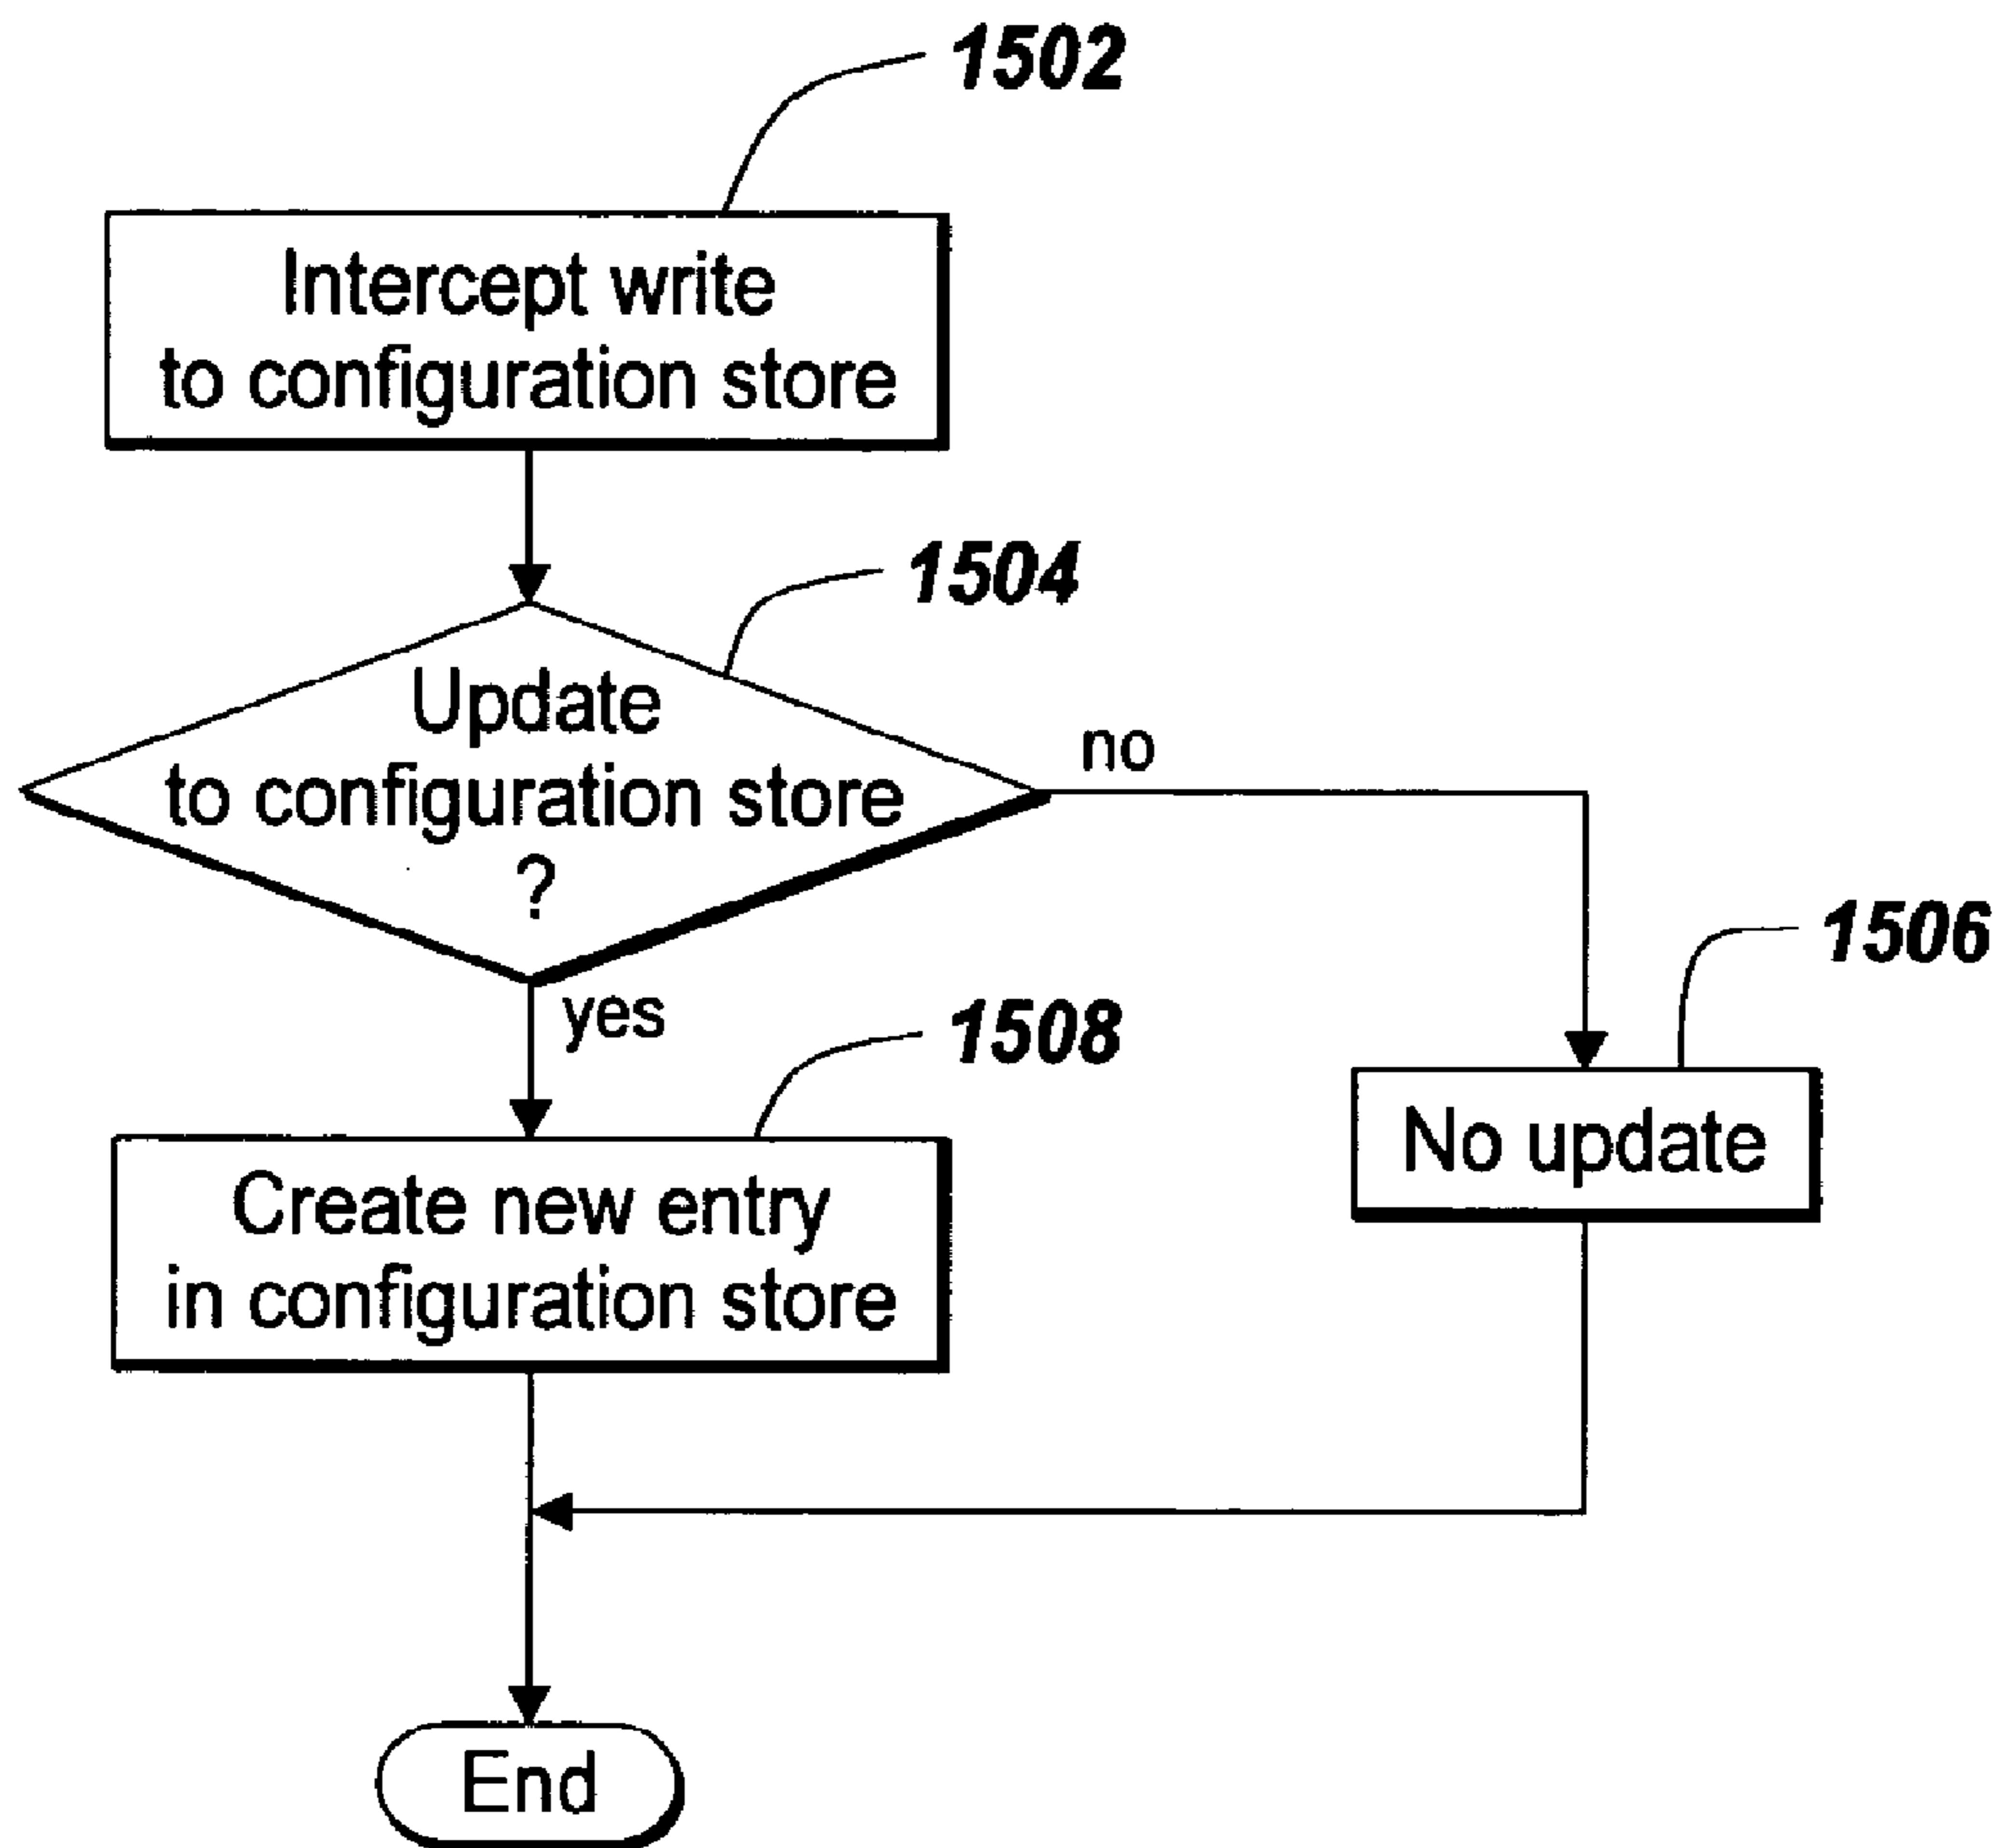 1502
Intercept write
to configuration store
1504
Update
to configuration store
?
no
yes
1506
1508
No update
Create new entry
in configuration store
End